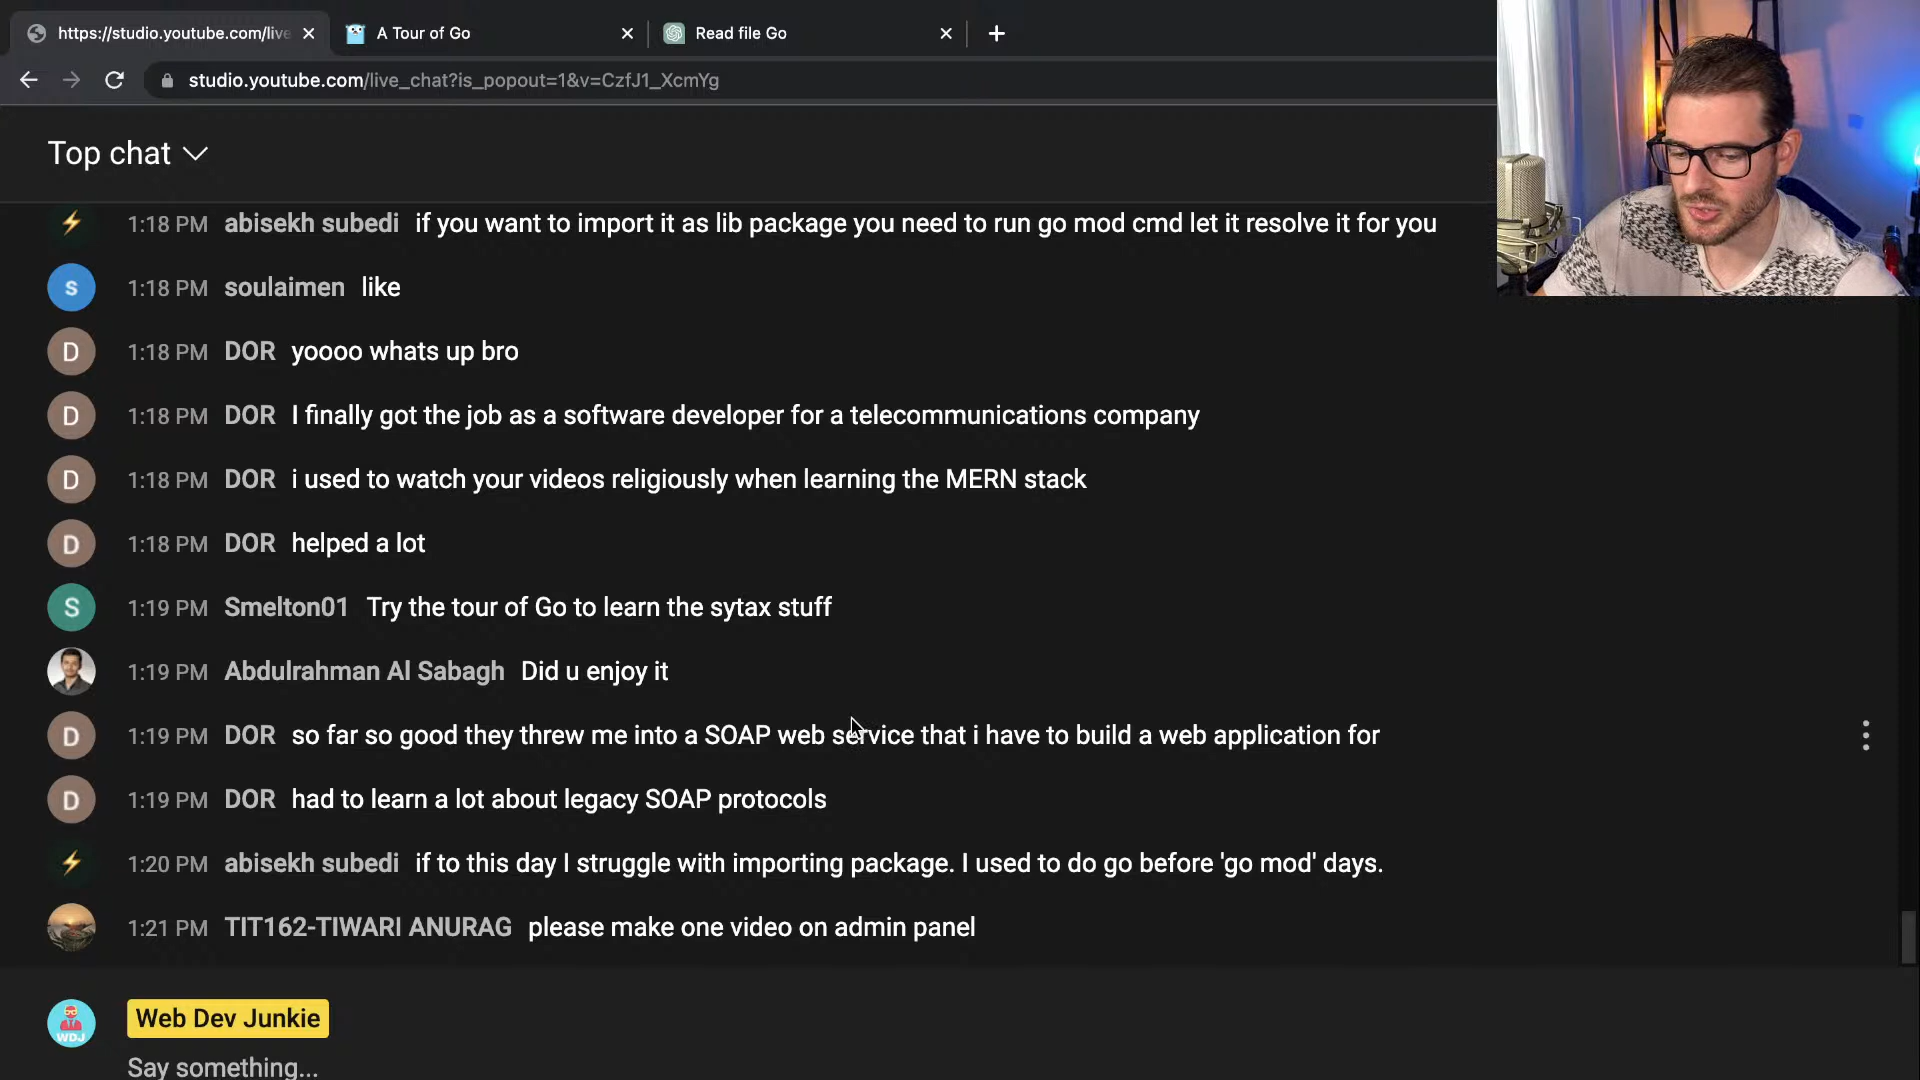 https://studio.youtube.com/live
A Tour of Go
Read file Go
studio.youtube.com/live_chat?is_popout=1&v=CzfJ1_XcmYg
Top chat
1:18 PM abisekh subedi if you want to import it as lib package you need to run go mod cmd let it resolve it for you
S 1:18 PM soulaimen like
D 1:18 PM DOR yoooo whats up bro
D 1:18 PM DOR I finally got the job as a software developer for a telecommunications company
D 1:18 PM DOR i used to watch your videos religiously when learning the MERN stack
D 1:18 PM DOR helped a lot
S 1:19 PM Smelton01 Try the tour of Go to learn the sytax stuff
1:19 PM Abdulrahman Al Sabagh Did u enjoy it
D 1:19 PM DOR so far so good they threw me into a SOAP web service that i have to build a web application for
D 1:19 PM DOR had to learn a lot about legacy SOAP protocols
1:20 PM abisekh subedi if to this day I struggle with importing package. I used to do go before 'go mod' days.
1:21 PM TIT162-TIWARI ANURAG please make one video on admin panel
WDJ Web Dev Junkie
Say something...